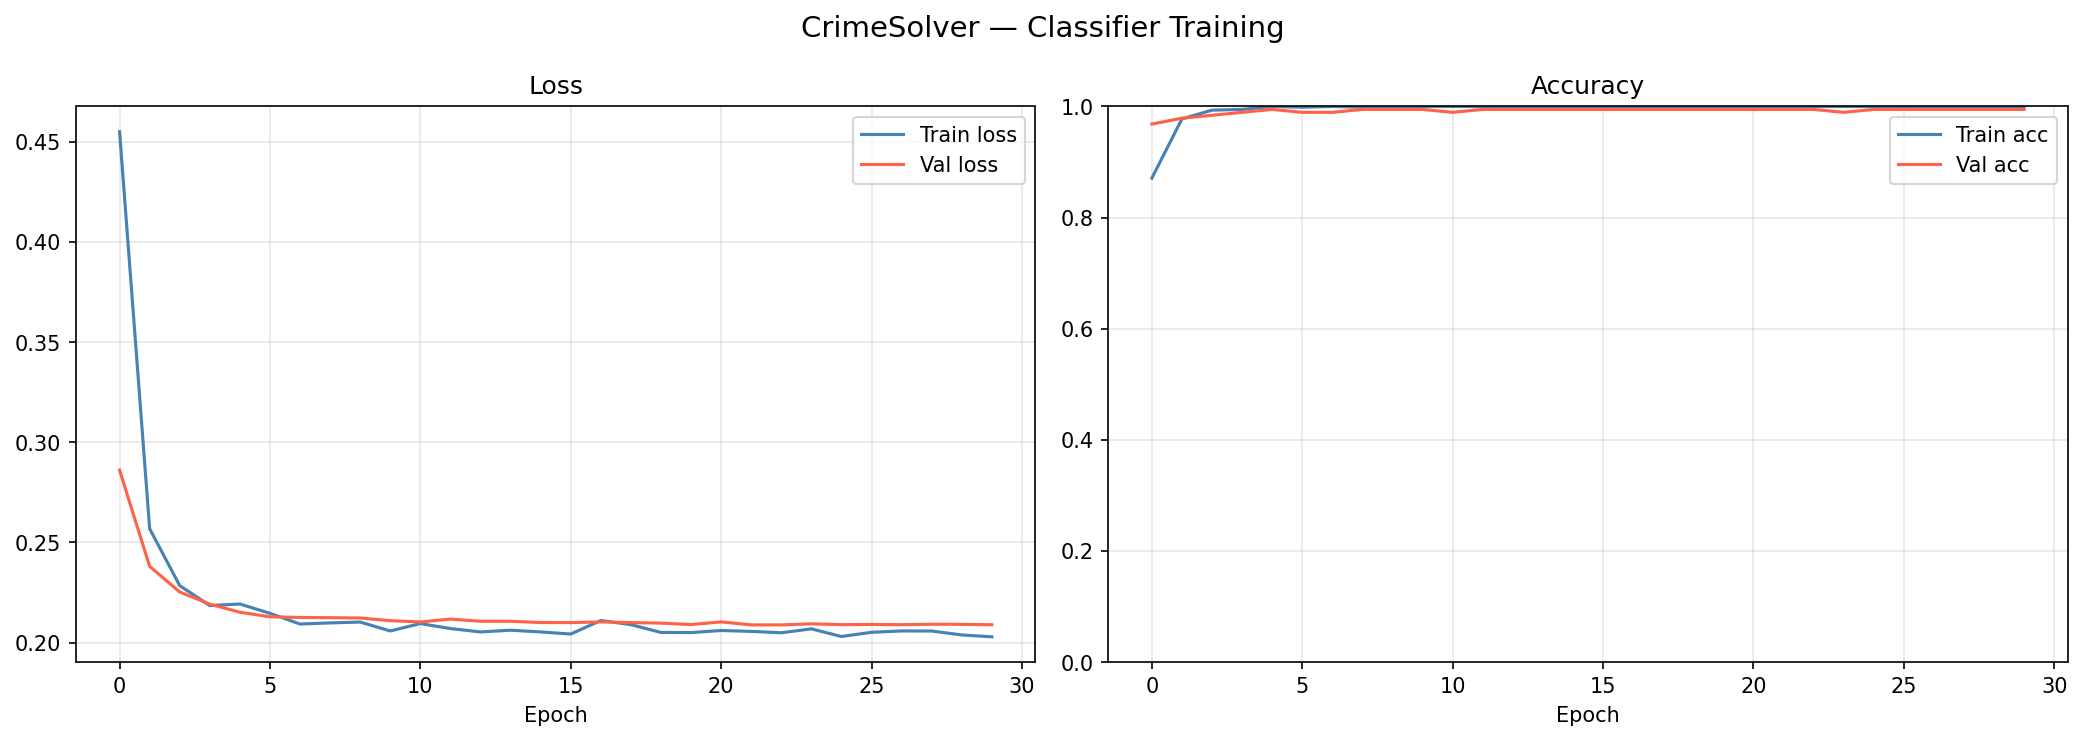 CrimeSolver — Classifier Training
Loss
0.45
0.40
0.35
0.30
0.25
0.20
Train loss
Val loss
0 5 10 15 20 25 30
Epoch
Accuracy
1.0
0.8
0.6
0.4
0.2
0.0
Train acc
Val acc
0 5 10 15 20 25 30
Epoch